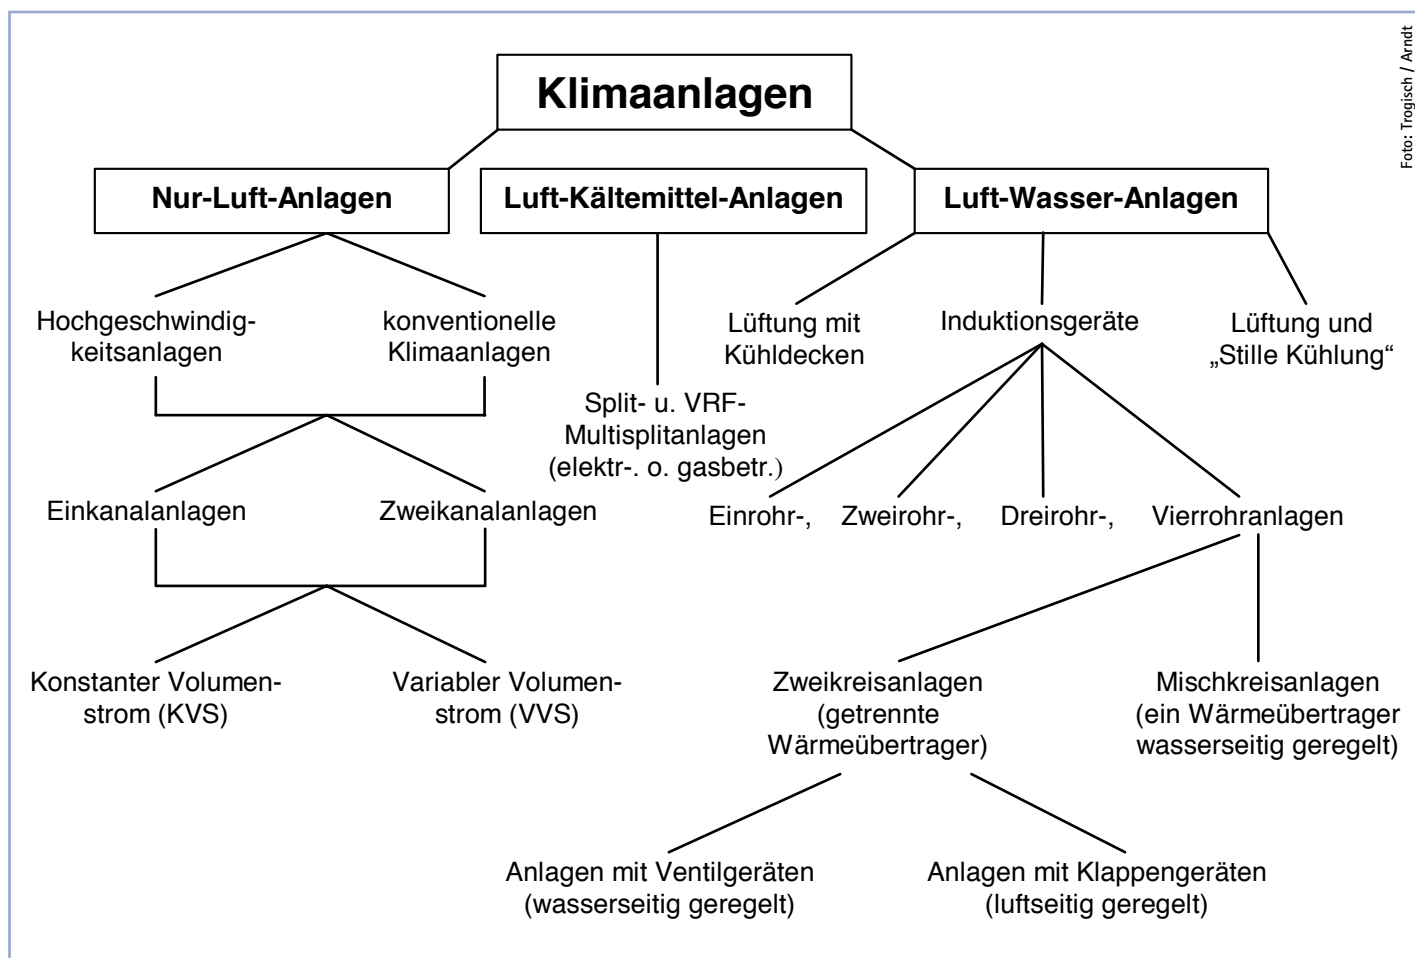 Foto: Trogisch / Arndt
Klimaanlagen
Nur-Luft-Anlagen
Luft-Kältemittel-Anlagen
Luft-Wasser-Anlagen
Hochgeschwindig-
keitsanlagen
konventionelle
Klimaanlagen
Einkanalanlagen
Zweikanalanlagen
Konstanter Volumen-
strom (KVS)
Variabler Volumen-
strom (VVS)
Split- u. VRF-
Multisplitanlagen
(elektr-. o. gasbetr.)
Lüftung mit
Kühldecken
Induktionsgeräte
Lüftung und
„Stille Kühlung“
Einrohr-,
Zweirohr-,
Dreirohr-,
Vierrohranlagen
Zweikreisanlagen
(getrennte
Wärmeübertrager)
Mischkreisanlagen
(ein Wärmeübertrager
wasserseitig geregelt)
Anlagen mit Ventilgeräten
(wasserseitig geregelt)
Anlagen mit Klappengeräten
(luftseitig geregelt)